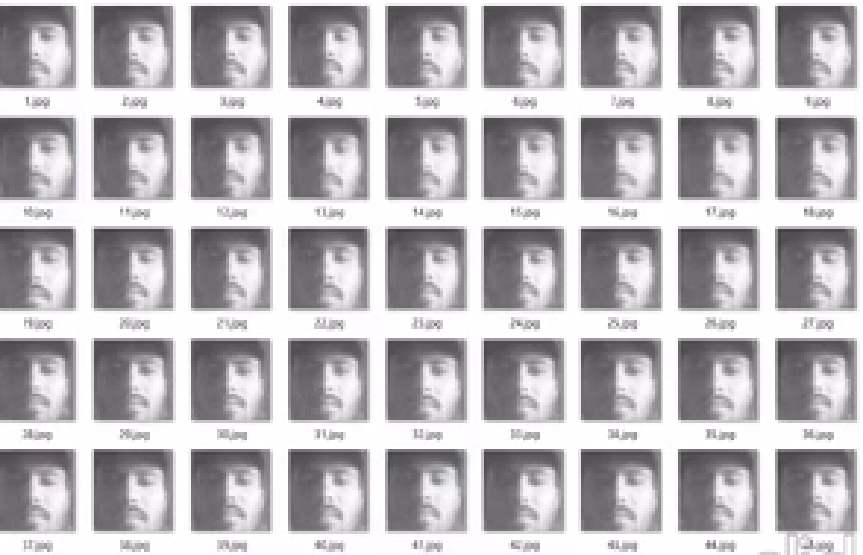 1.jpg 2.jpg 3.jpg 4.jpg 5.jpg 6.jpg 7.jpg 8.jpg 9.jpg
10.jpg 11.jpg 12.jpg 13.jpg 14.jpg 15.jpg 16.jpg 17.jpg 18.jpg
19.jpg 20.jpg 21.jpg 22.jpg 23.jpg 24.jpg 25.jpg 26.jpg 27.jpg
28.jpg 29.jpg 30.jpg 31.jpg 32.jpg 33.jpg 34.jpg 35.jpg 36.jpg
37.jpg 38.jpg 39.jpg 40.jpg 41.jpg 42.jpg 43.jpg 44.jpg